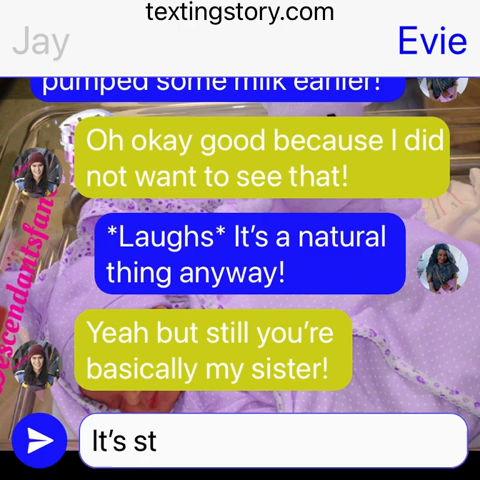 textingstory.com
Jay
Evie
pumped some milk earlier!
Oh okay good because I did
not want to see that!
*Laughs* It’s a natural
thing anyway!
Yeah but still you’re
basically my sister!
Descendantsfan
It’s st